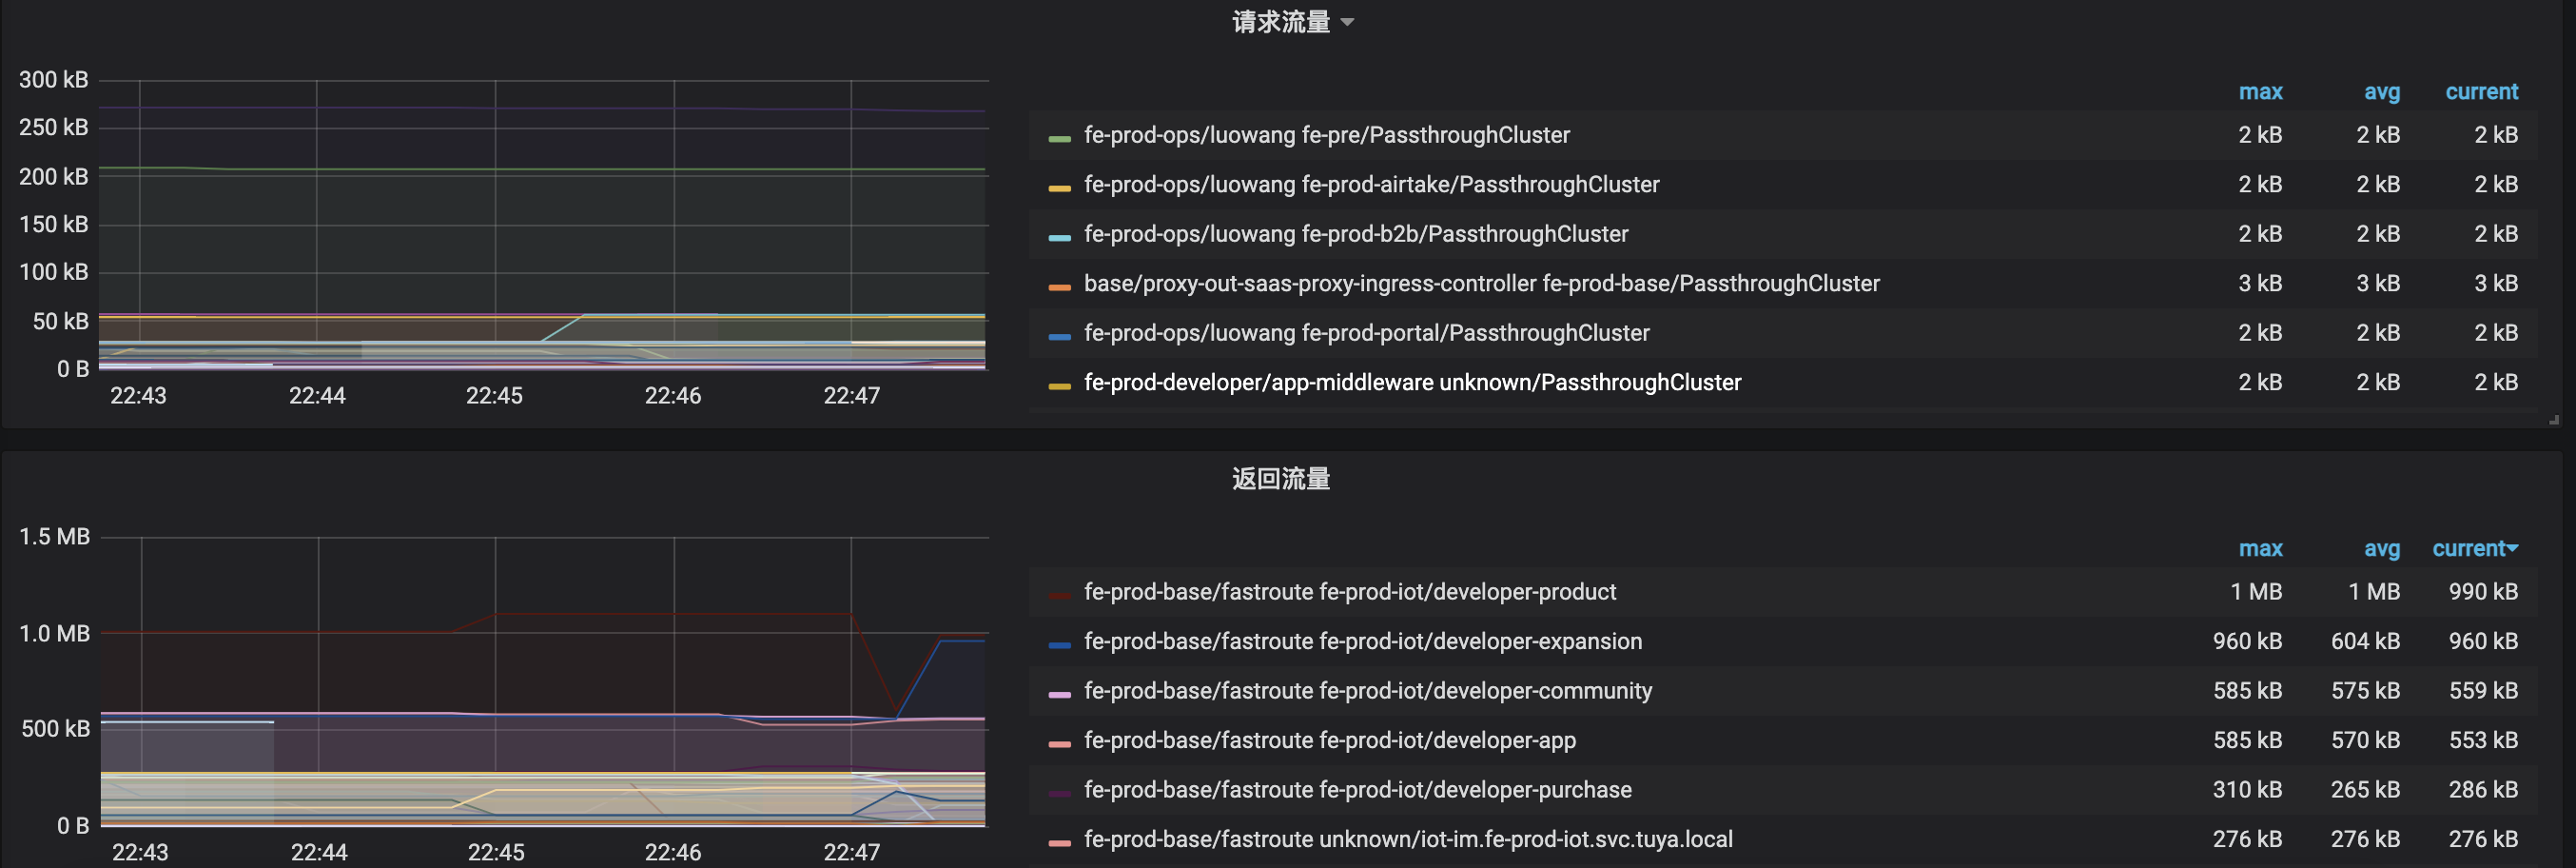 请求流量
300 kB
250 kB
200 kB
150 kB
100 kB
50 kB
0 B
22:43 22:44 22:45 22:46 22:47
max avg current
fe-prod-ops/luowang fe-pre/PassthroughCluster 2 kB 2 kB 2 kB
fe-prod-ops/luowang fe-prod-airtake/PassthroughCluster 2 kB 2 kB 2 kB
fe-prod-ops/luowang fe-prod-b2b/PassthroughCluster 2 kB 2 kB 2 kB
base/proxy-out-saas-proxy-ingress-controller fe-prod-base/PassthroughCluster 3 kB 3 kB 3 kB
fe-prod-ops/luowang fe-prod-portal/PassthroughCluster 2 kB 2 kB 2 kB
fe-prod-developer/app-middleware unknown/PassthroughCluster 2 kB 2 kB 2 kB
返回流量
1.5 MB
1.0 MB
500 kB
0 B
22:43 22:44 22:45 22:46 22:47
max avg current
fe-prod-base/fastroute fe-prod-iot/developer-product 1 MB 1 MB 990 kB
fe-prod-base/fastroute fe-prod-iot/developer-expansion 960 kB 604 kB 960 kB
fe-prod-base/fastroute fe-prod-iot/developer-community 585 kB 575 kB 559 kB
fe-prod-base/fastroute fe-prod-iot/developer-app 585 kB 570 kB 553 kB
fe-prod-base/fastroute fe-prod-iot/developer-purchase 310 kB 265 kB 286 kB
fe-prod-base/fastroute unknown/iot-im.fe-prod-iot.svc.tuya.local 276 kB 276 kB 276 kB